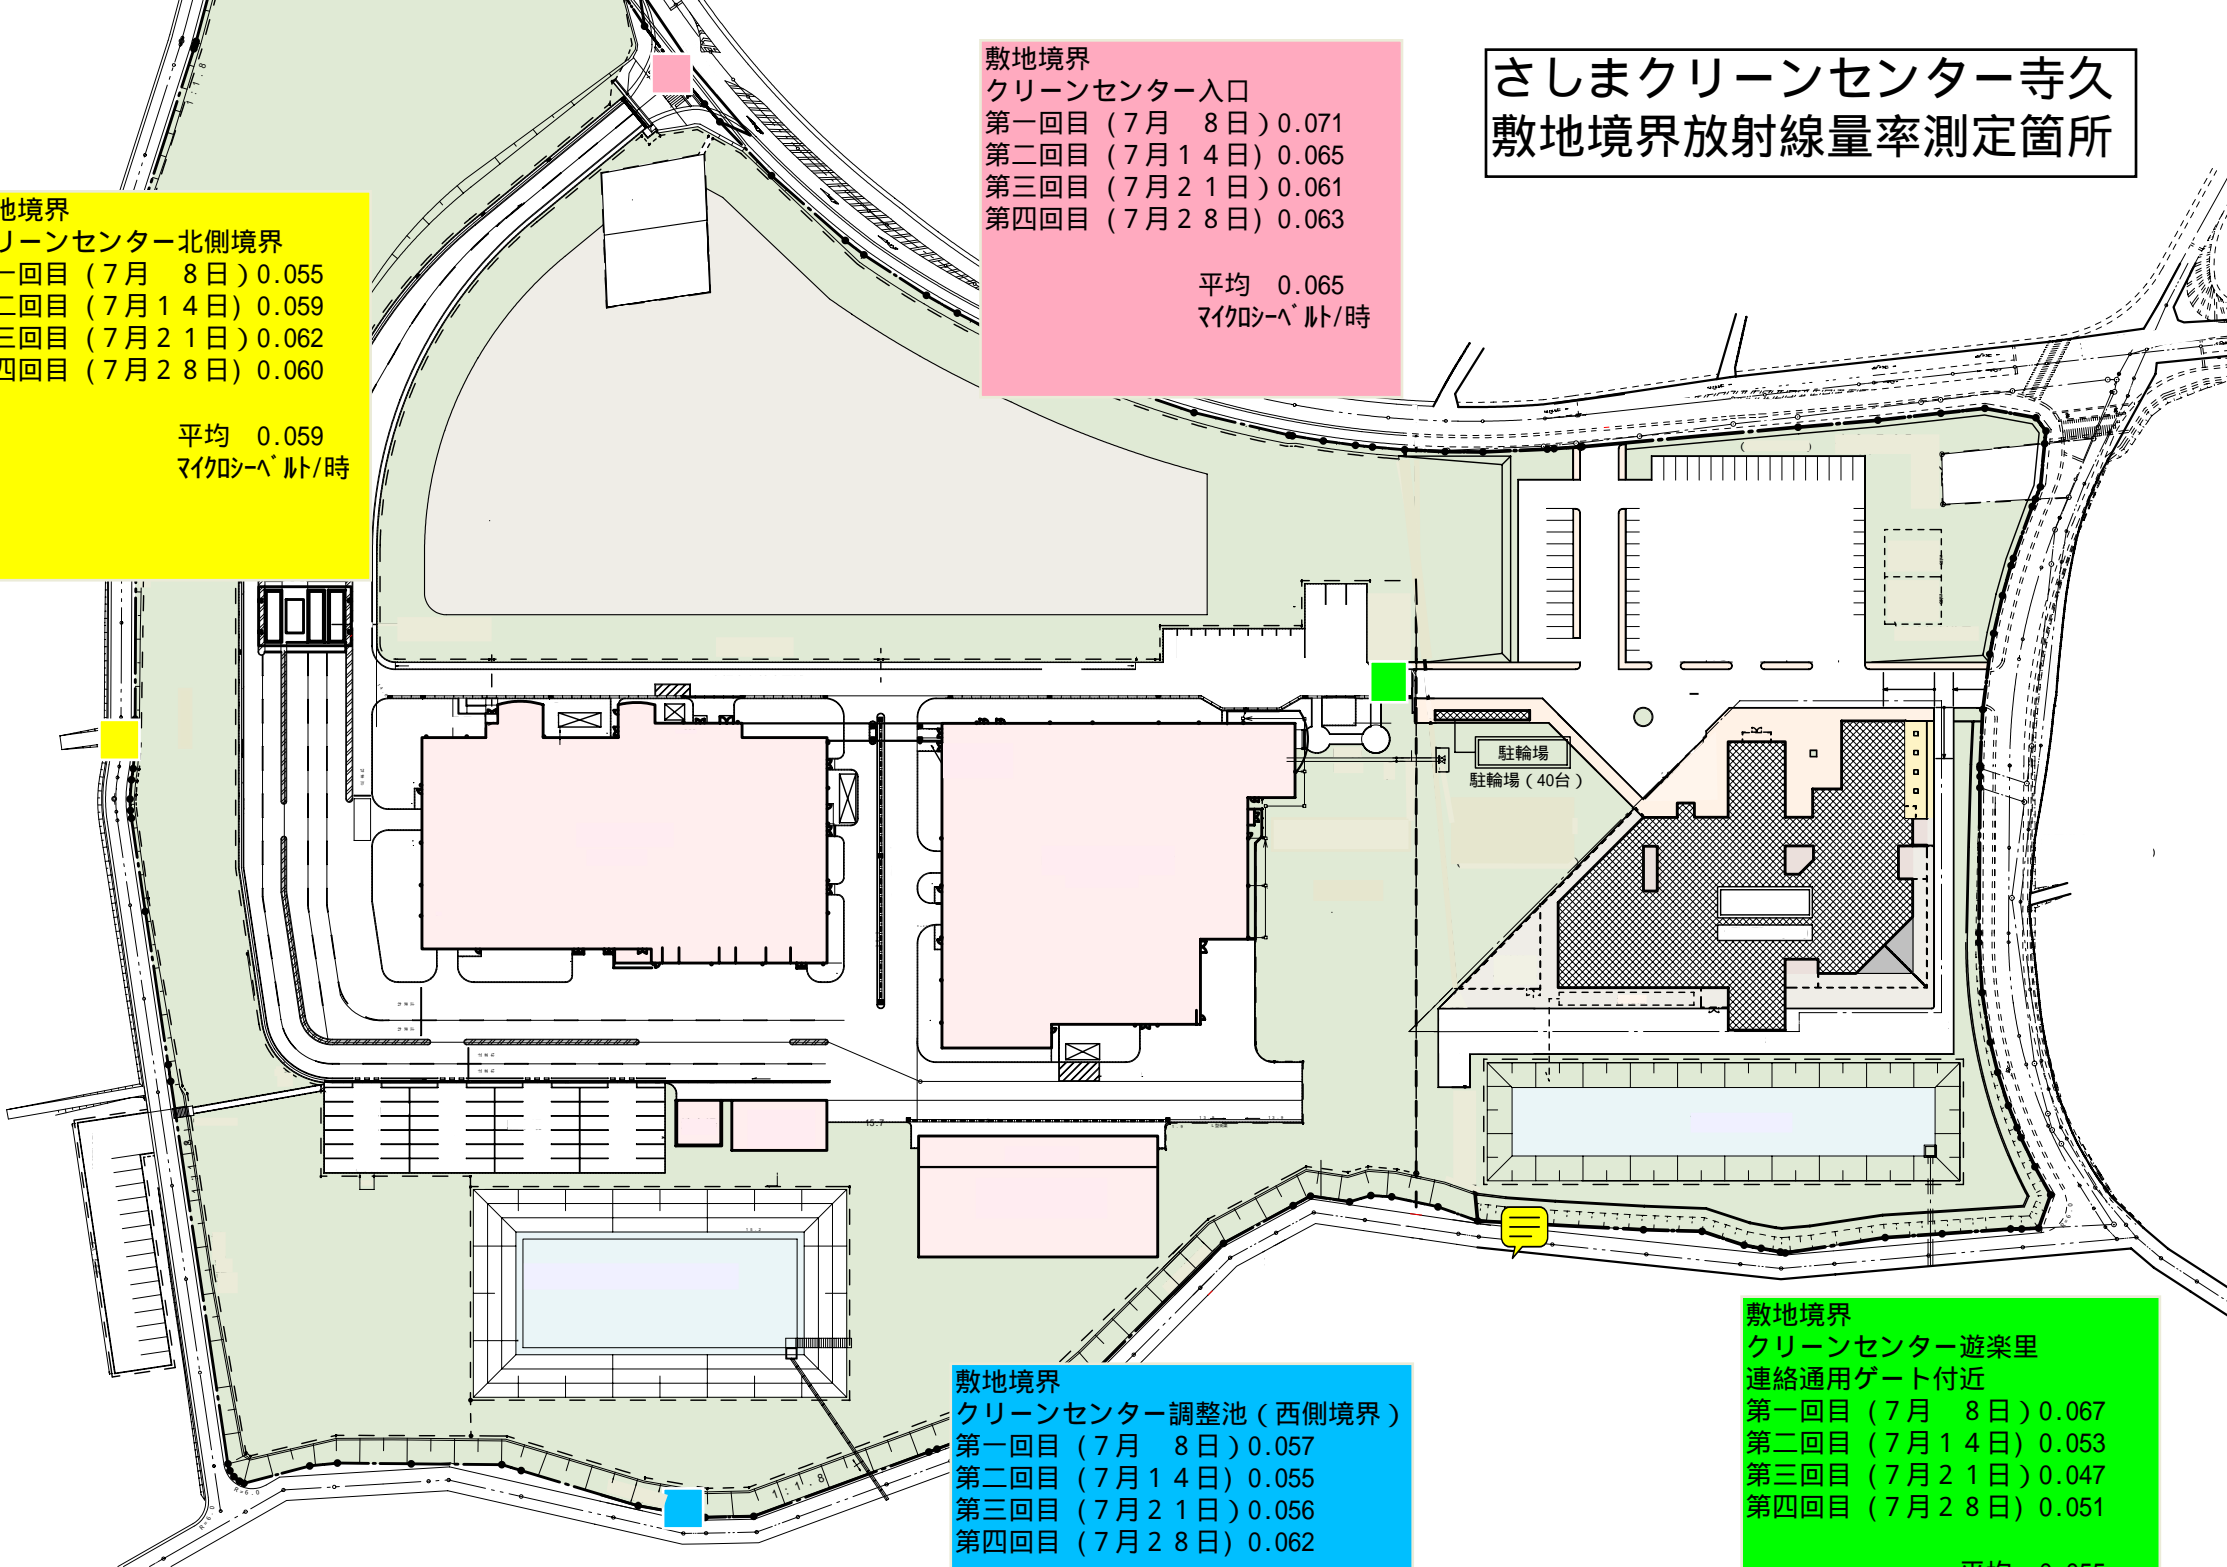 さしまクリーンセンター寺久
敷地境界放射線量率測定箇所
敷地境界
クリーンセンター入口
第一回目（7月　8日）0.071
第二回目（7月14日）0.065
第三回目（7月21日）0.061
第四回目（7月28日）0.063
平均　0.065
ﾏｲｸﾛｼｰﾍﾞﾙﾄ/時
地境界
リーンセンター北側境界
一回目（7月　8日）0.055
二回目（7月14日）0.059
三回目（7月21日）0.062
四回目（7月28日）0.060
平均　0.059
ﾏｲｸﾛｼｰﾍﾞﾙﾄ/時
駐輪場
駐輪場（40台）
15.7
15.2
1:1.8
R=6.0
敷地境界
クリーンセンター調整池（西側境界）
第一回目（7月　8日）0.057
第二回目（7月14日）0.055
第三回目（7月21日）0.056
第四回目（7月28日）0.062
敷地境界
クリーンセンター遊楽里
連絡通用ゲート付近
第一回目（7月　8日）0.067
第二回目（7月14日）0.053
第三回目（7月21日）0.047
第四回目（7月28日）0.051